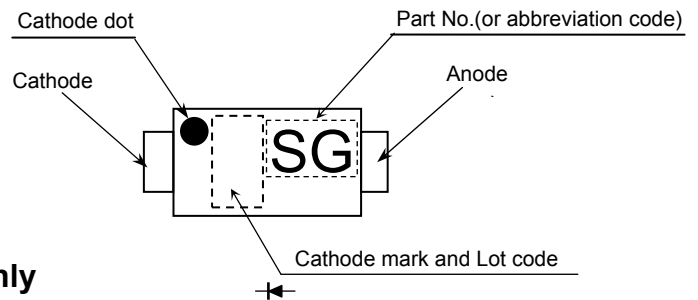 Cathode dot
Part No.(or abbreviation code)
Cathode
Anode
SG
Cathode mark and Lot code